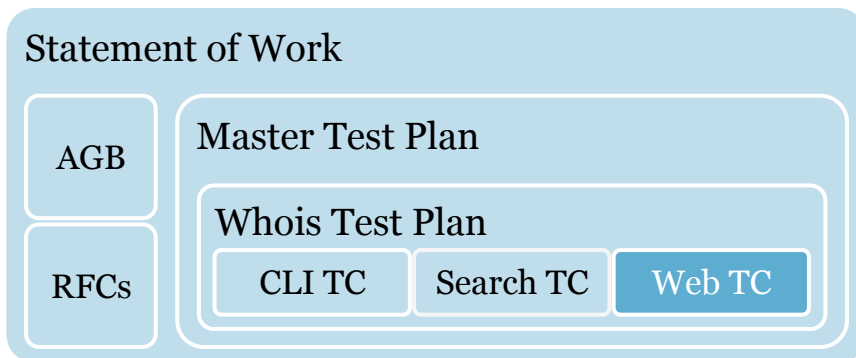 Statement of Work
AGB
RFCs
Master Test Plan
Whois Test Plan
CLI TC
Search TC
Web TC